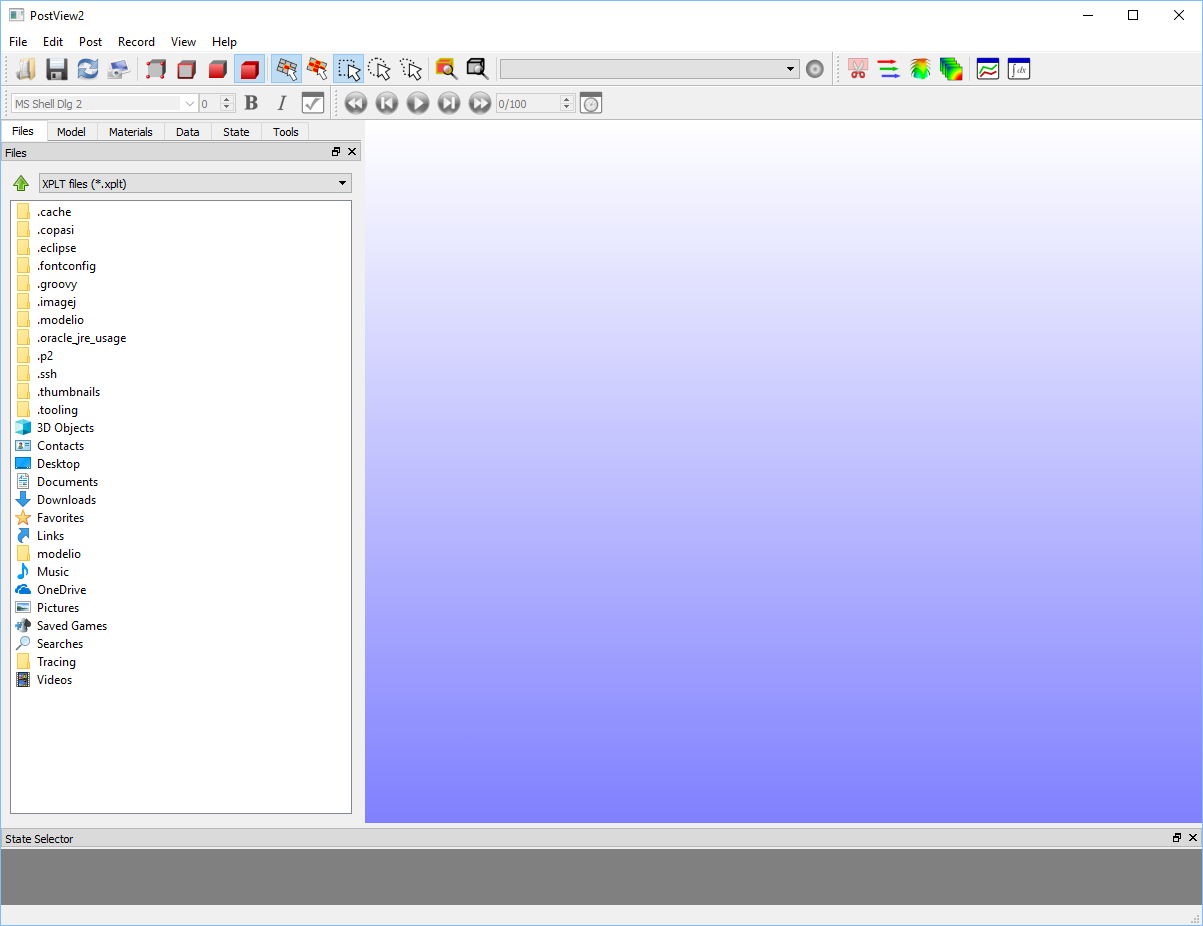 PostView2
File Edit Post Record View Help
MS Shell Dlg 2 0 B I 0/100
∫dx
Files Model Materials Data State Tools
Files
XPLT files (*.xplt)
.cache
.copasi
.eclipse
.fontconfig
.groovy
.imagej
.modelio
.oracle_jre_usage
.p2
.ssh
.thumbnails
.tooling
3D Objects
Contacts
Desktop
Documents
Downloads
Favorites
Links
modelio
Music
OneDrive
Pictures
Saved Games
Searches
Tracing
Videos
State Selector